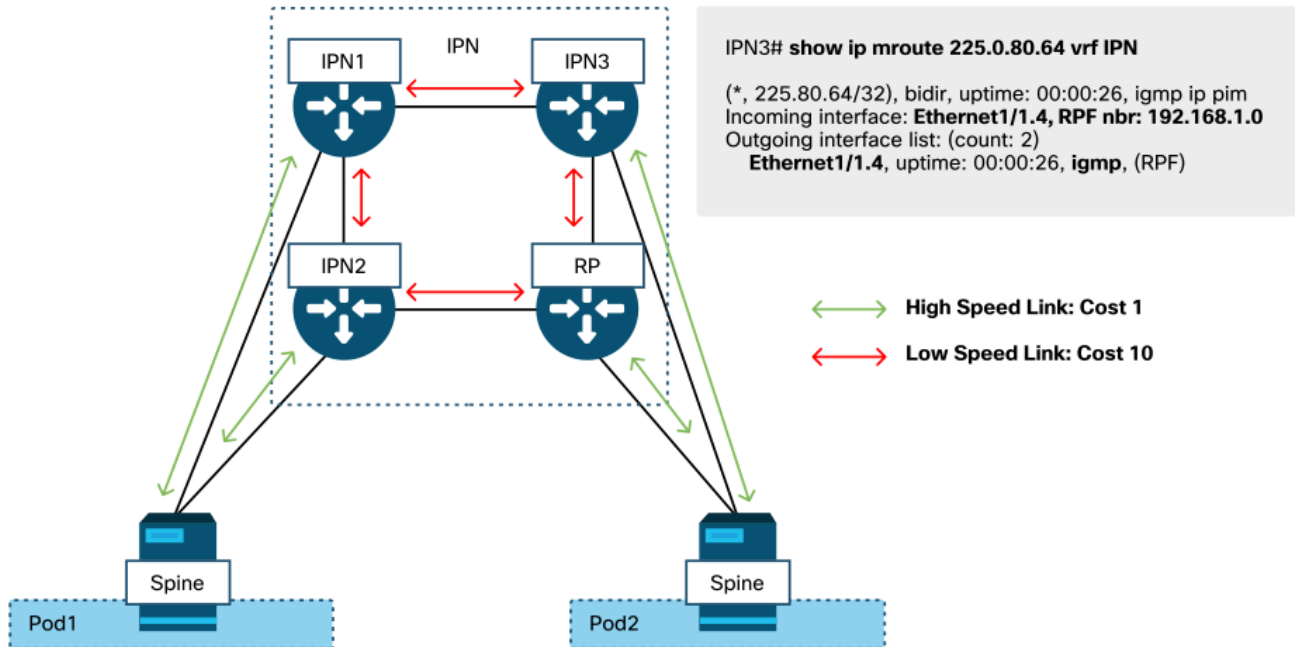 IPN
IPN1
IPN3
IPN2
RP
Spine
Pod1
Spine
Pod2
IPN3# show ip mroute 225.0.80.64 vrf IPN
(*, 225.80.64/32), bidir, uptime: 00:00:26, igmp ip pim
Incoming interface: Ethernet1/1.4, RPF nbr: 192.168.1.0
Outgoing interface list: (count: 2)
Ethernet1/1.4, uptime: 00:00:26, igmp, (RPF)
High Speed Link: Cost 1
Low Speed Link: Cost 10